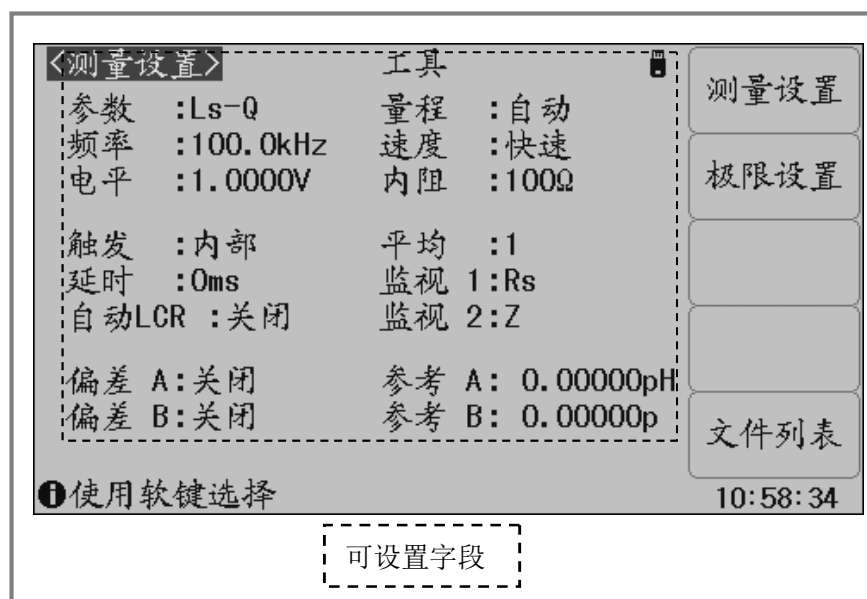 <测量设置> 工具
参数 :Ls-Q 量程 :自动
频率 :100.0kHz 速度 :快速
电平 :1.0000V 内阻 :100Ω
触发 :内部 平均 :1
延时 :0ms 监视 1:Rs
自动LCR :关闭 监视 2:Z
偏差 A:关闭 参考 A: 0.00000pH
偏差 B:关闭 参考 B: 0.00000p
使用软键选择
测量设置
极限设置
文件列表
10:58:34
可设置字段